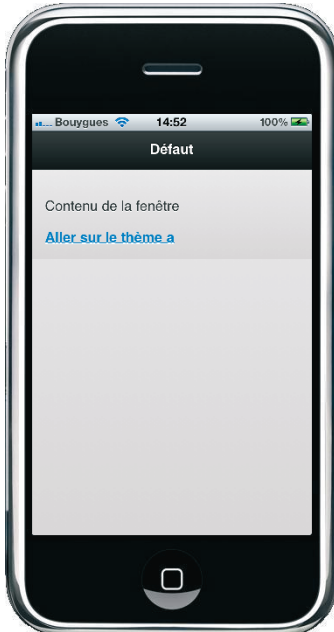 Bouygues 14:52 100%
Défaut
Contenu de la fenêtre
Aller sur le thème a